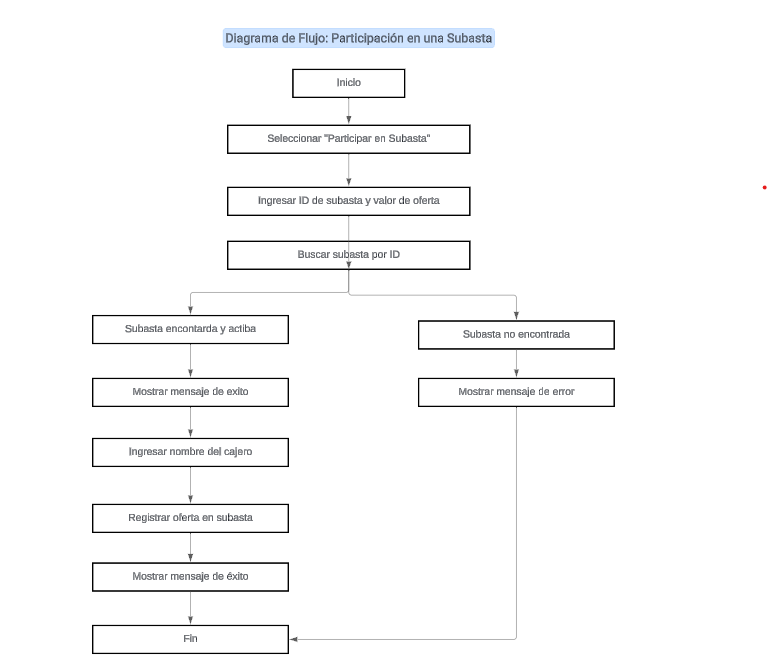 Diagrama de Flujo: Participación en una Subasta
Inicio
Seleccionar "Participar en Subasta"
Ingresar ID de subasta y valor de oferta
Buscar subasta por ID
Subasta encontarda y actiba
Subasta no encontrada
Mostrar mensaje de exito
Mostrar mensaje de error
Ingresar nombre del cajero
Registrar oferta en subasta
Mostrar mensaje de éxito
Fin